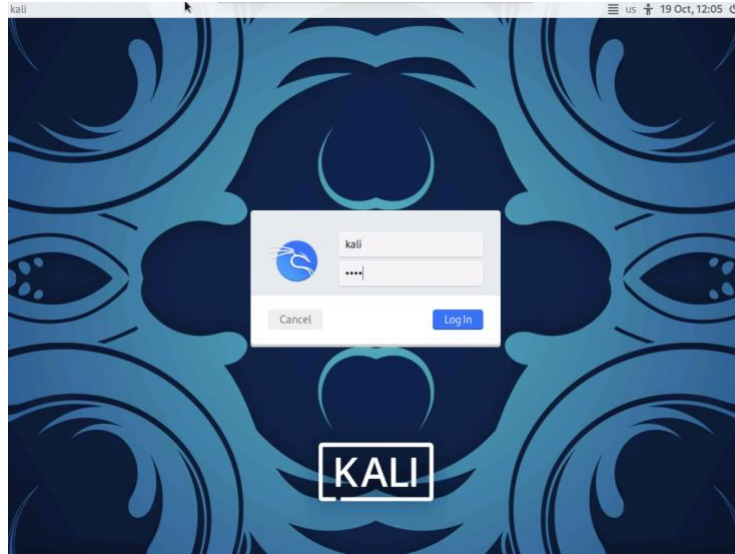 kali
us 19 Oct, 12:05
kali
••••
Cancel
Log In
KALI